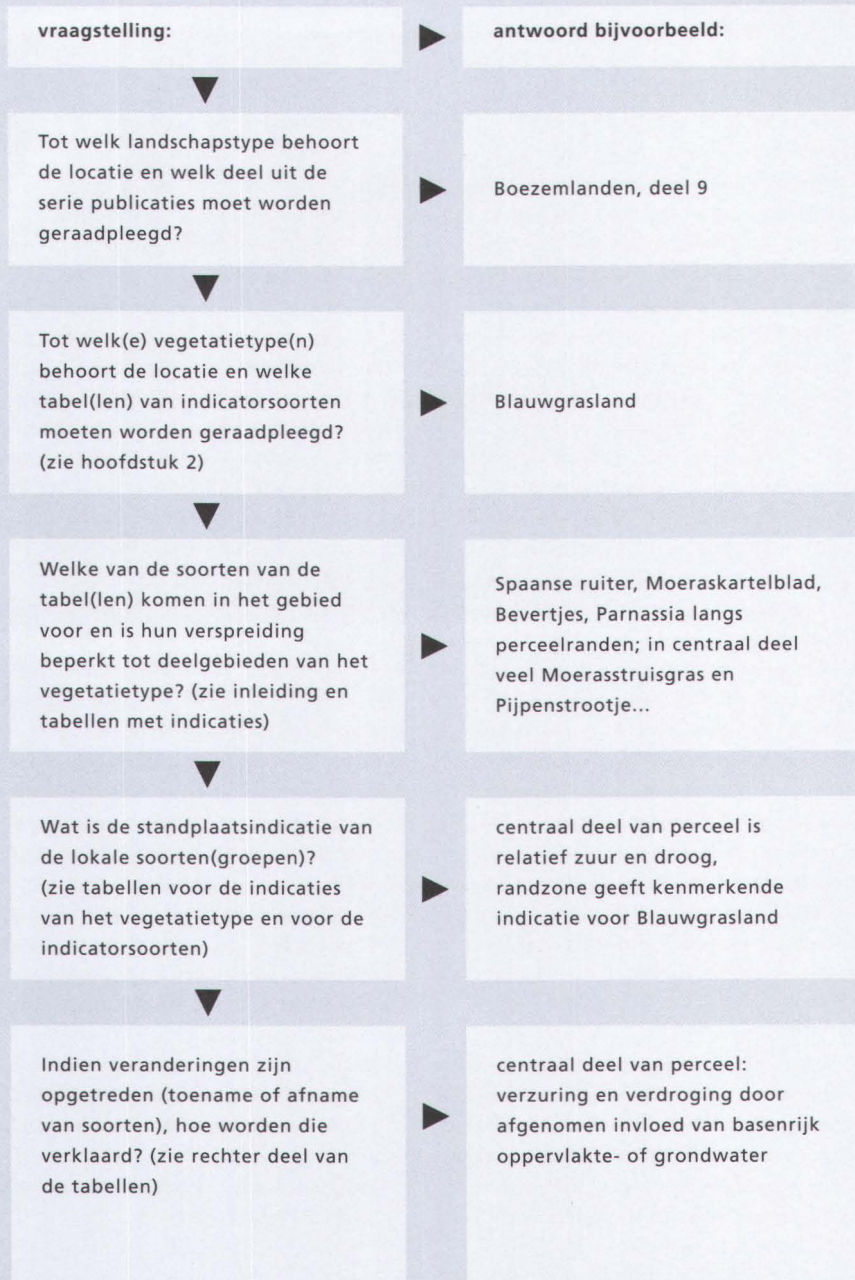 vraagstelling:
antwoord bijvoorbeeld:
Tot welk landschapstype behoort
de locatie en welk deel uit de
serie publicaties moet worden
geraadpleegd?
Boezemlanden, deel 9
Tot welk(e) vegetatietype(n)
behoort de locatie en welke
tabel(len) van indicatorsoorten
moeten worden geraadpleegd?
(zie hoofdstuk 2)
Blauwgrasland
Welke van de soorten van de
tabel(len) komen in het gebied
voor en is hun verspreiding
beperkt tot deelgebieden van het
vegetatietype? (zie inleiding en
tabellen met indicaties)
Spaanse ruiter, Moeraskartelblad,
Bevertjes, Parnassia langs
perceelranden; in centraal deel
veel Moerasstruisgras en
Pijpenstrootje...
Wat is de standplaatsindicatie van
de lokale soorten(groepen)?
(zie tabellen voor de indicaties
van het vegetatietype en voor de
indicatorsoorten)
centraal deel van perceel is
relatief zuur en droog,
randzone geeft kenmerkende
indicatie voor Blauwgrasland
Indien veranderingen zijn
opgetreden (toename of afname
van soorten), hoe worden die
verklaard? (zie rechter deel van
de tabellen)
centraal deel van perceel:
verzuring en verdroging door
afgenomen invloed van basenrijk
oppervlakte- of grondwater